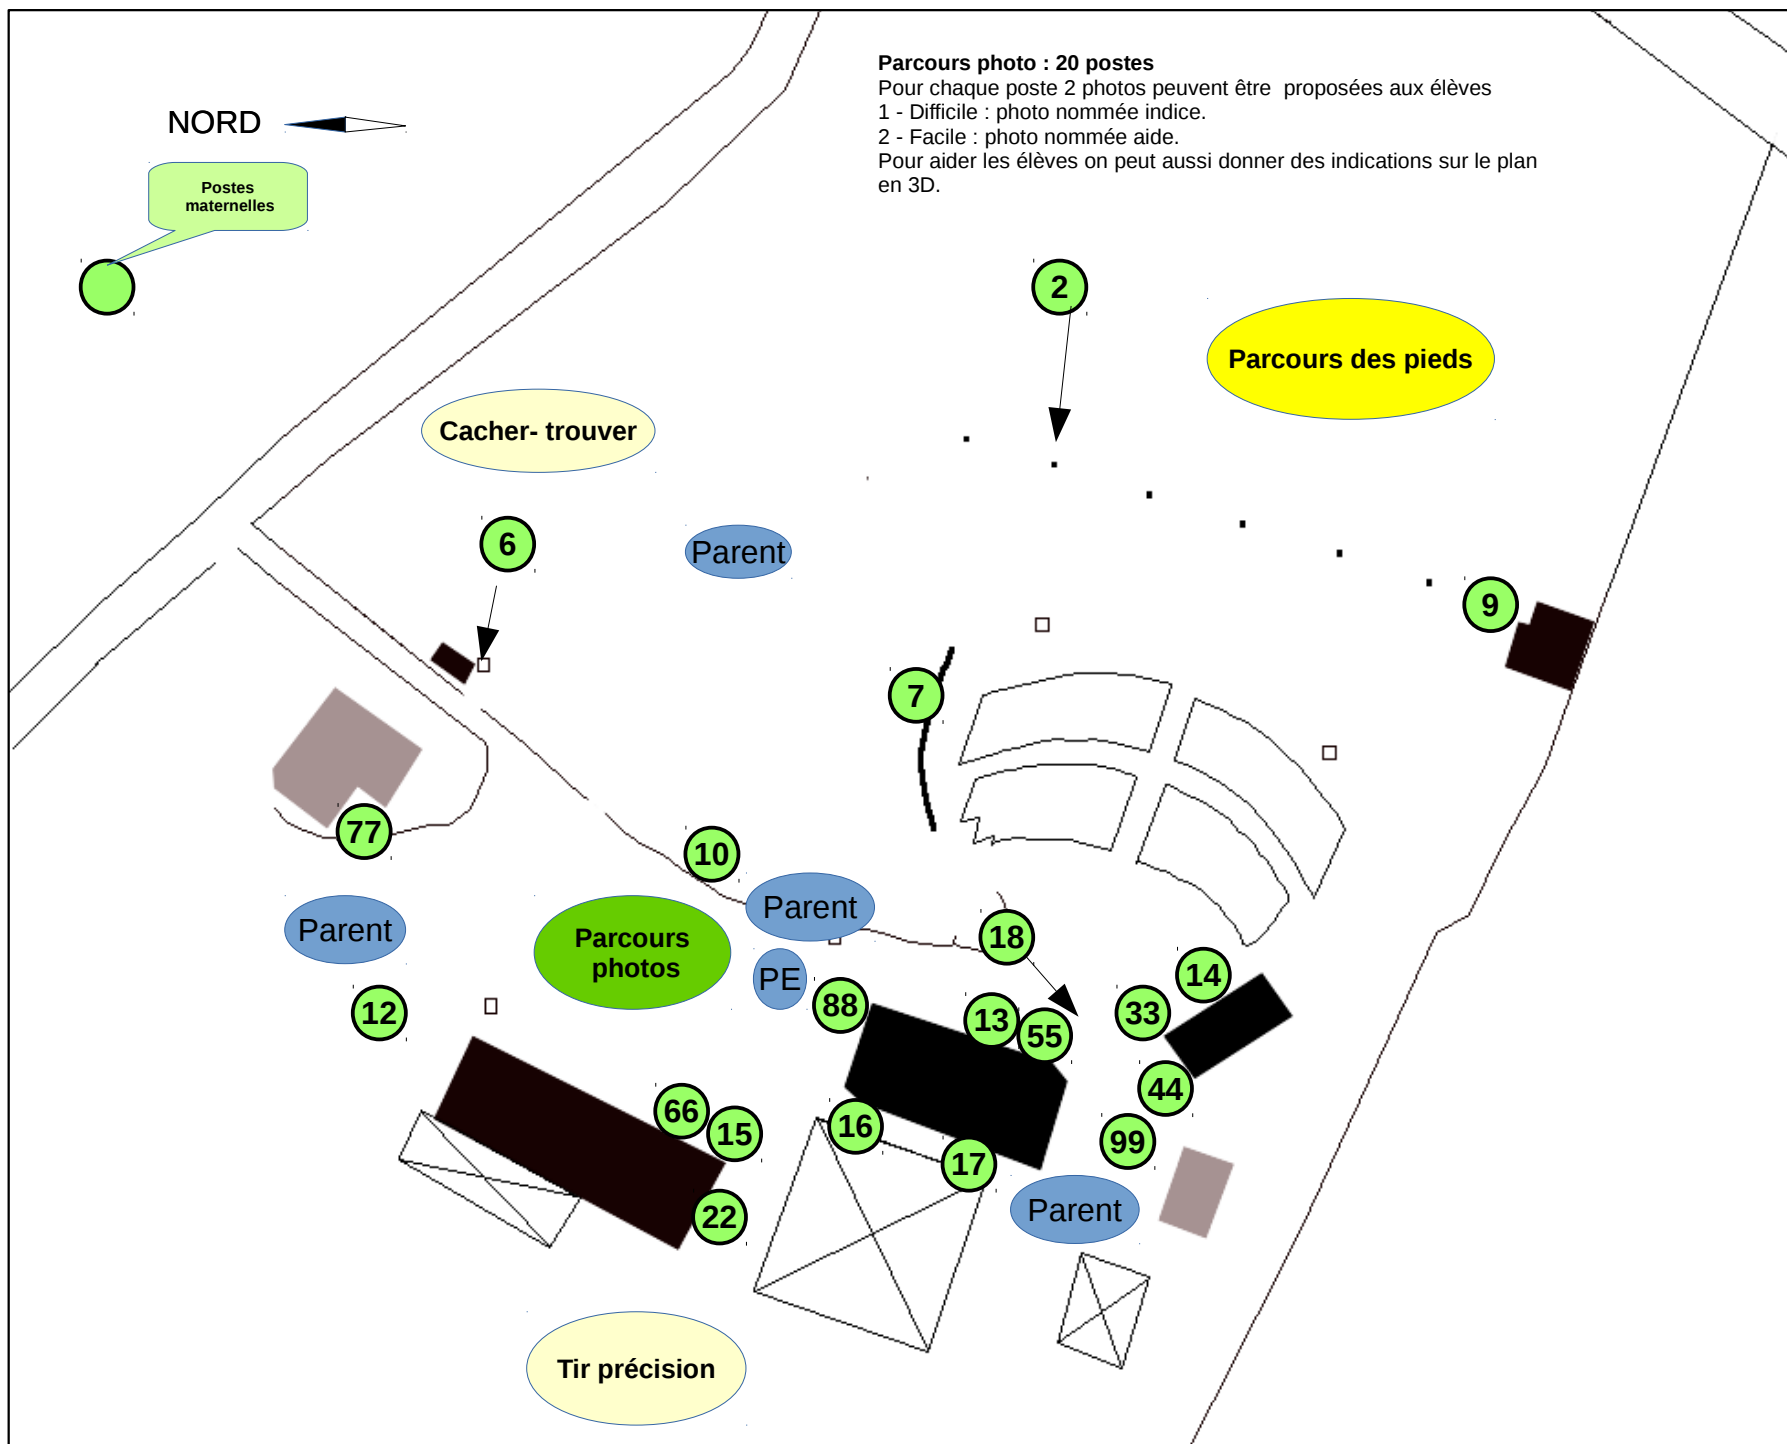 Parcours photo : 20 postes
Pour chaque poste 2 photos peuvent être  proposées aux élèves
1 - Difficile : photo nommée indice.
2 - Facile : photo nommée aide.
Pour aider les élèves on peut aussi donner des indications sur le plan
en 3D.
NORD
Postes
maternelles
2
Parcours des pieds
Cacher- trouver
6
Parent
9
7
77
10
Parent
Parent
Parcours
photos
18
PE
14
88
12
13
33
55
44
66
15
16
99
17
22
Parent
Tir précision